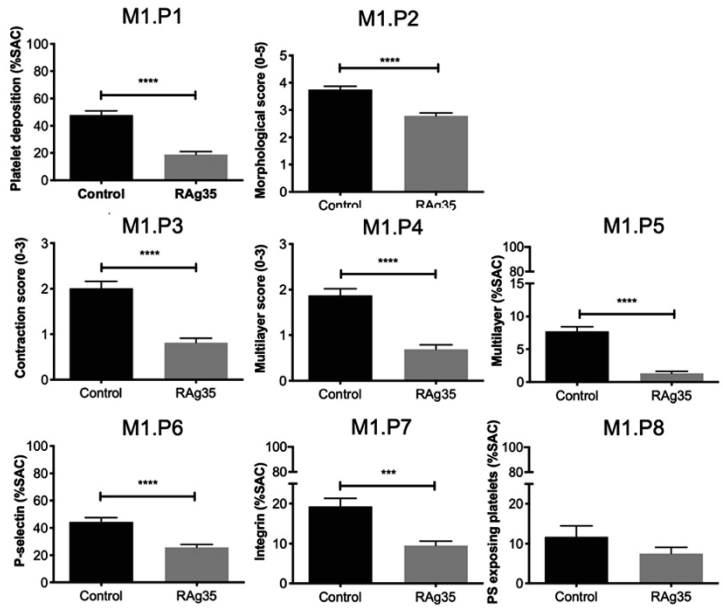 M1.P1
Platelet deposition (%SAC)
100
80
60
40
20
0
****
Control RAg35
M1.P2
Morphological score (0-5)
5
4
3
2
1
0
****
Control RAg35
M1.P3
Contraction score (0-3)
3
2
1
0
****
Control RAg35
M1.P4
Multilayer score (0-3)
3
2
1
0
****
Control RAg35
M1.P5
Multilayer (%SAC)
100
80
15
10
5
0
****
Control RAg35
M1.P6
P-selectin (%SAC)
100
80
60
40
20
0
****
Control RAg35
M1.P7
Integrin (%SAC)
100
80
20
10
0
***
Control RAg35
M1.P8
PS exposing platelets (%SAC)
100
80
20
10
0
Control RAg35